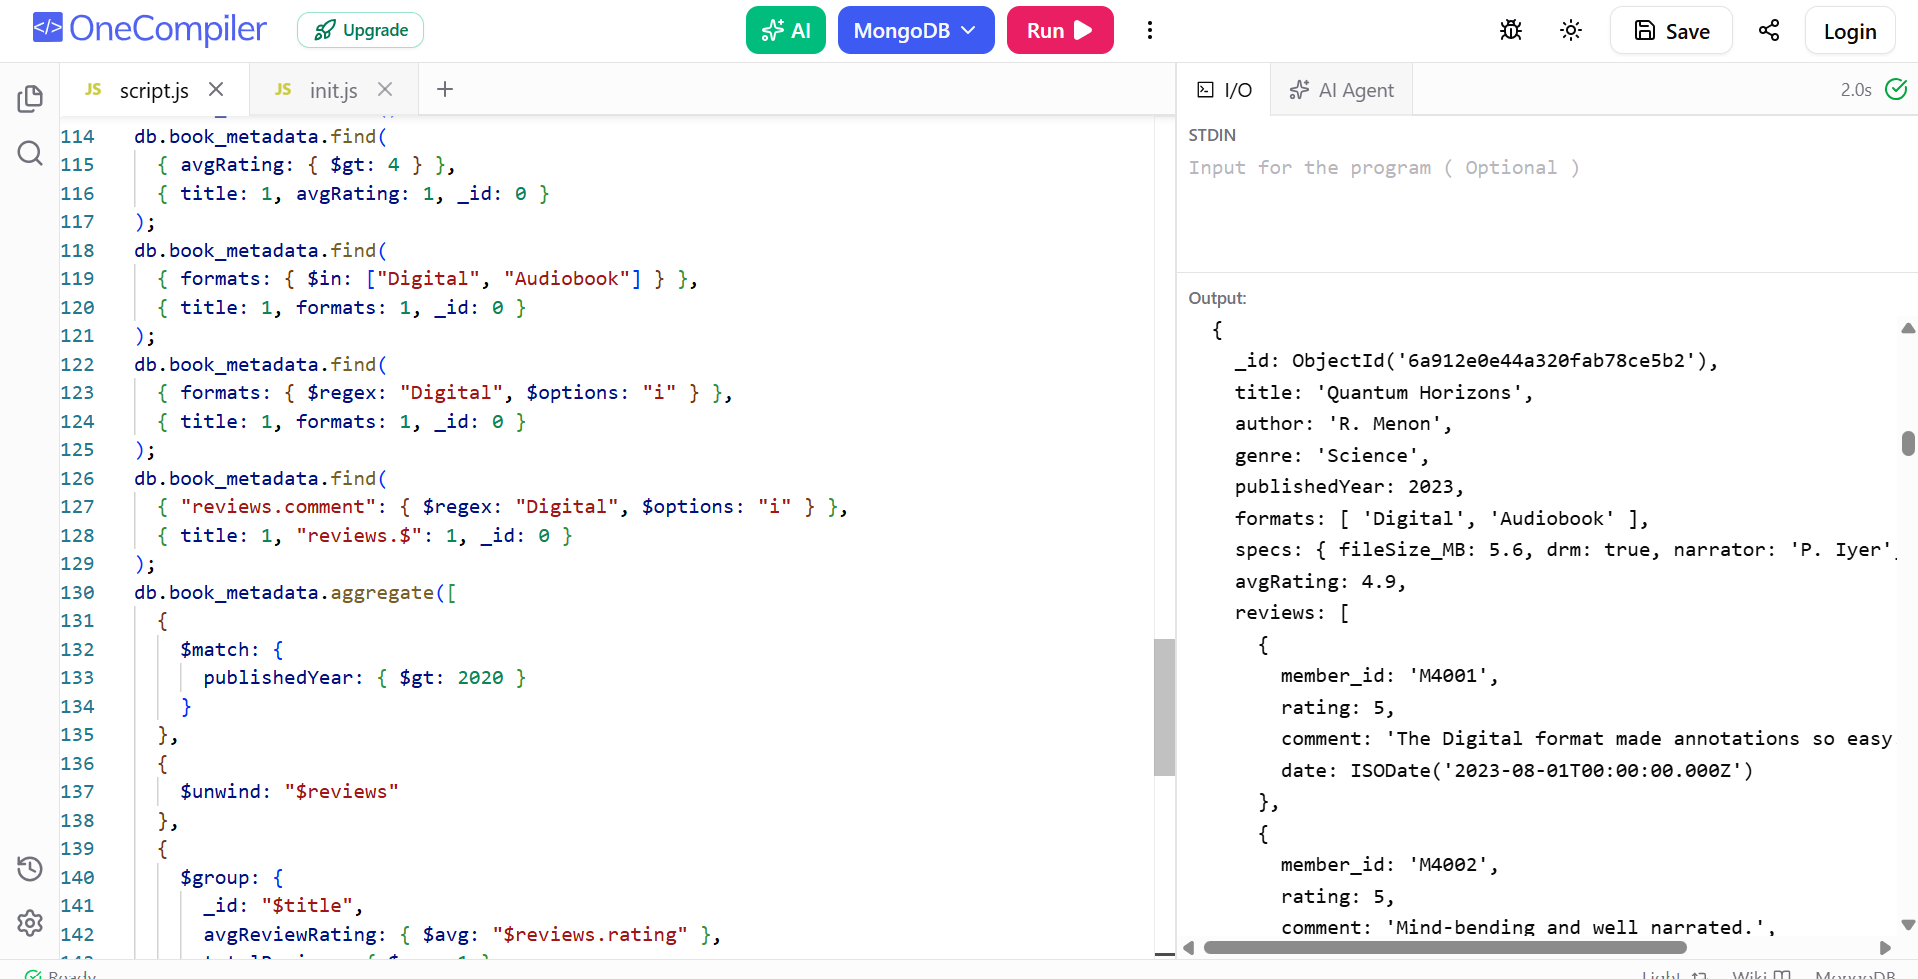 </> OneCompiler
Upgrade
AI
MongoDB
Run
Save
Login
JS script.js
JS init.js
I/O
AI Agent
2.0s
114 db.book_metadata.find(
115 { avgRating: { $gt: 4 } },
116 { title: 1, avgRating: 1, _id: 0 }
117 );
118 db.book_metadata.find(
119 { formats: { $in: ["Digital", "Audiobook"] } },
120 { title: 1, formats: 1, _id: 0 }
121 );
122 db.book_metadata.find(
123 { formats: { $regex: "Digital", $options: "i" } },
124 { title: 1, formats: 1, _id: 0 }
125 );
126 db.book_metadata.find(
127 { "reviews.comment": { $regex: "Digital", $options: "i" } },
128 { title: 1, "reviews.$": 1, _id: 0 }
129 );
130 db.book_metadata.aggregate([
131 {
132 $match: {
133 publishedYear: { $gt: 2020 }
134 }
135 },
136 {
137 $unwind: "$reviews"
138 },
139 {
140 $group: {
141 _id: "$title",
142 avgReviewRating: { $avg: "$reviews.rating" },
STDIN
Input for the program ( Optional )
Output:
{
_id: ObjectId('6a912e0e44a320fab78ce5b2'),
title: 'Quantum Horizons',
author: 'R. Menon',
genre: 'Science',
publishedYear: 2023,
formats: [ 'Digital', 'Audiobook' ],
specs: { fileSize_MB: 5.6, drm: true, narrator: 'P. Iyer'
avgRating: 4.9,
reviews: [
{
member_id: 'M4001',
rating: 5,
comment: 'The Digital format made annotations so easy
date: ISODate('2023-08-01T00:00:00.000Z')
},
{
member_id: 'M4002',
rating: 5,
comment: 'Mind-bending and well narrated.',
Ready
Light
Wiki
MongoDB